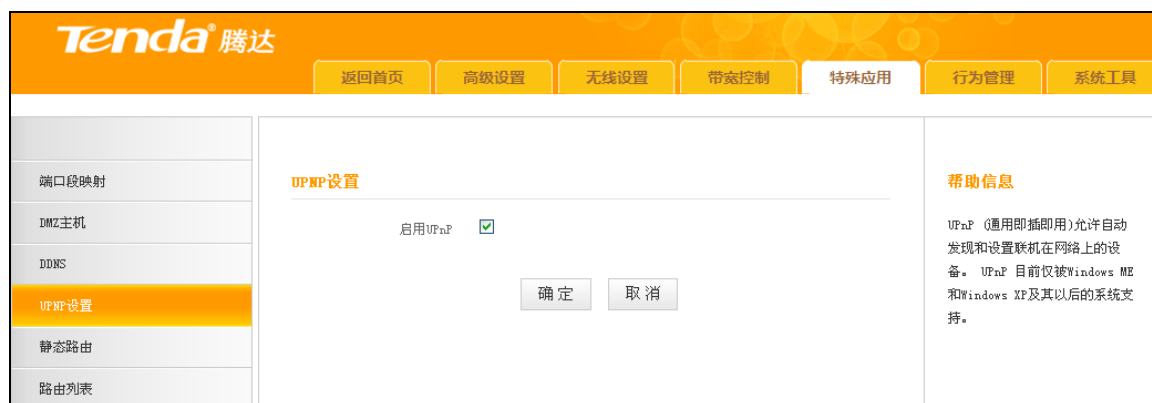 Tenda® 腾达
返回首页 高级设置 无线设置 带宽控制 特殊应用 行为管理 系统工具
端口段映射
DMZ主机
DDNS
UPNP设置
静态路由
路由列表
UPNP设置
启用UPnP
确定 取消
帮助信息
UPnP (通用即插即用)允许自动
发现和设置联机在网络上的设
备。 UPnP 目前仅被Windows ME
和Windows XP及其以后的系统支
持。